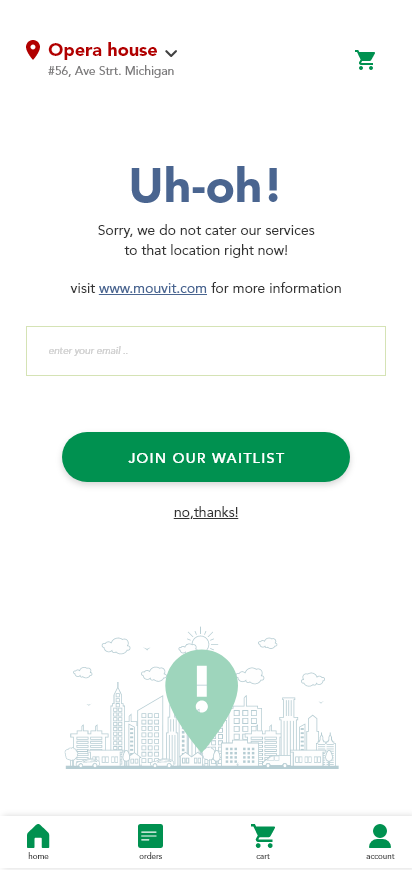 Opera house
#56, Ave Strt. Michigan
Uh-oh!
Sorry, we do not cater our services
to that location right now!
visit www.mouvit.com for more information
enter your email ..
JOIN OUR WAITLIST
no,thanks!
home orders cart account